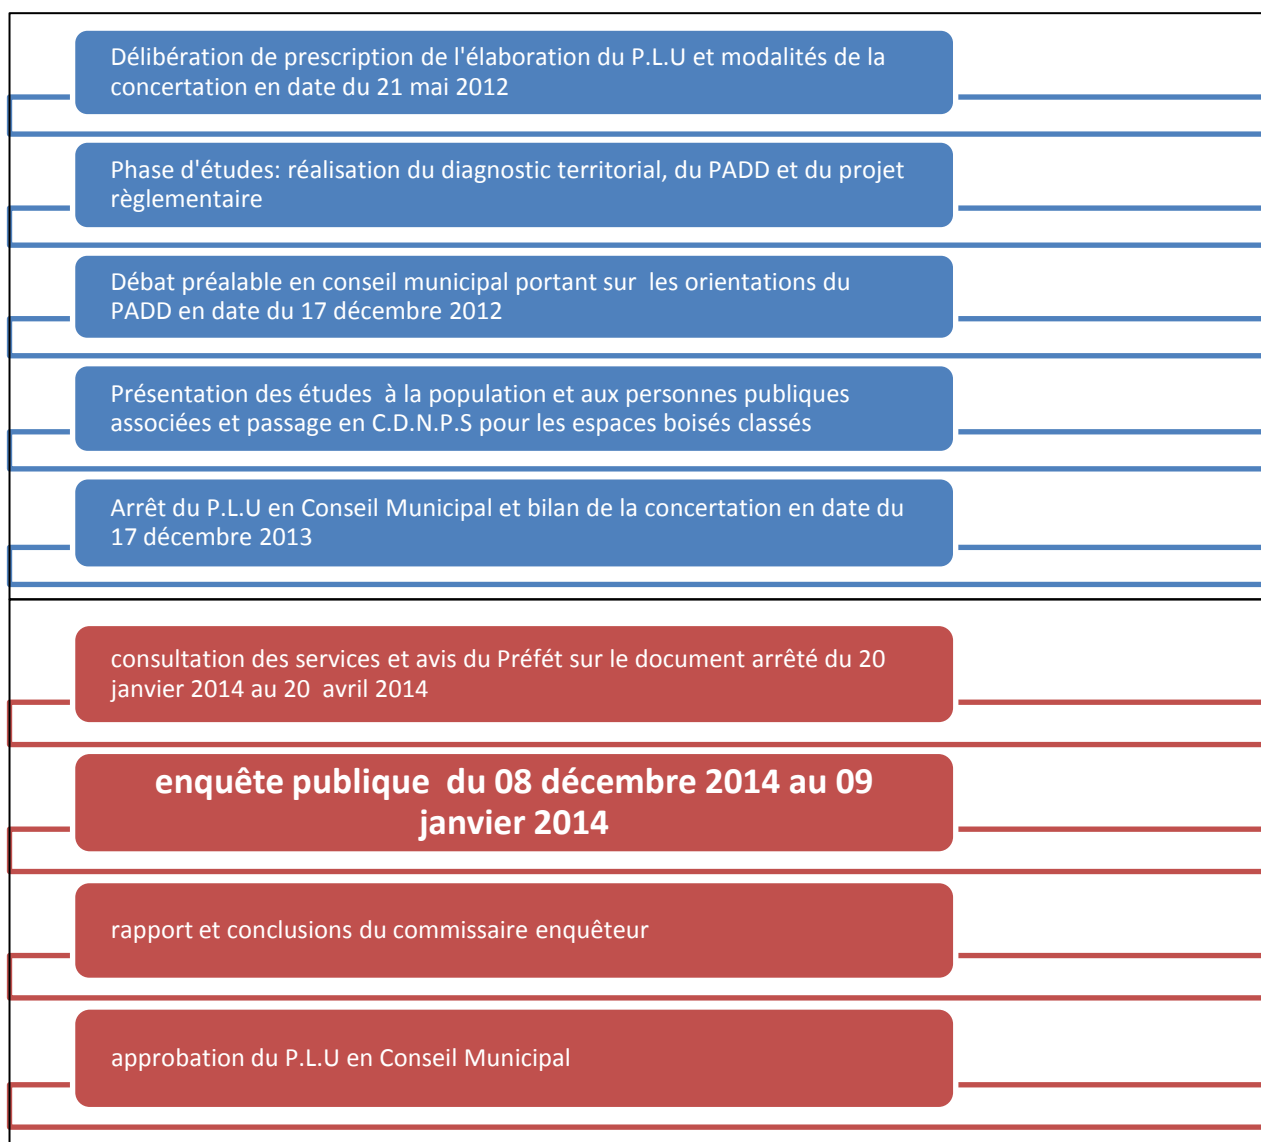 Délibération de prescription de l'élaboration du P.L.U et modalités de la
concertation en date du 21 mai 2012
Phase d'études: réalisation du diagnostic territorial, du PADD et du projet
règlementaire
Débat préalable en conseil municipal portant sur  les orientations du
PADD en date du 17 décembre 2012
Présentation des études  à la population et aux personnes publiques
associées et passage en C.D.N.P.S pour les espaces boisés classés
Arrêt du P.L.U en Conseil Municipal et bilan de la concertation en date du
17 décembre 2013
consultation des services et avis du Préfét sur le document arrêté du 20
janvier 2014 au 20  avril 2014
enquête publique  du 08 décembre 2014 au 09
janvier 2014
rapport et conclusions du commissaire enquêteur
approbation du P.L.U en Conseil Municipal